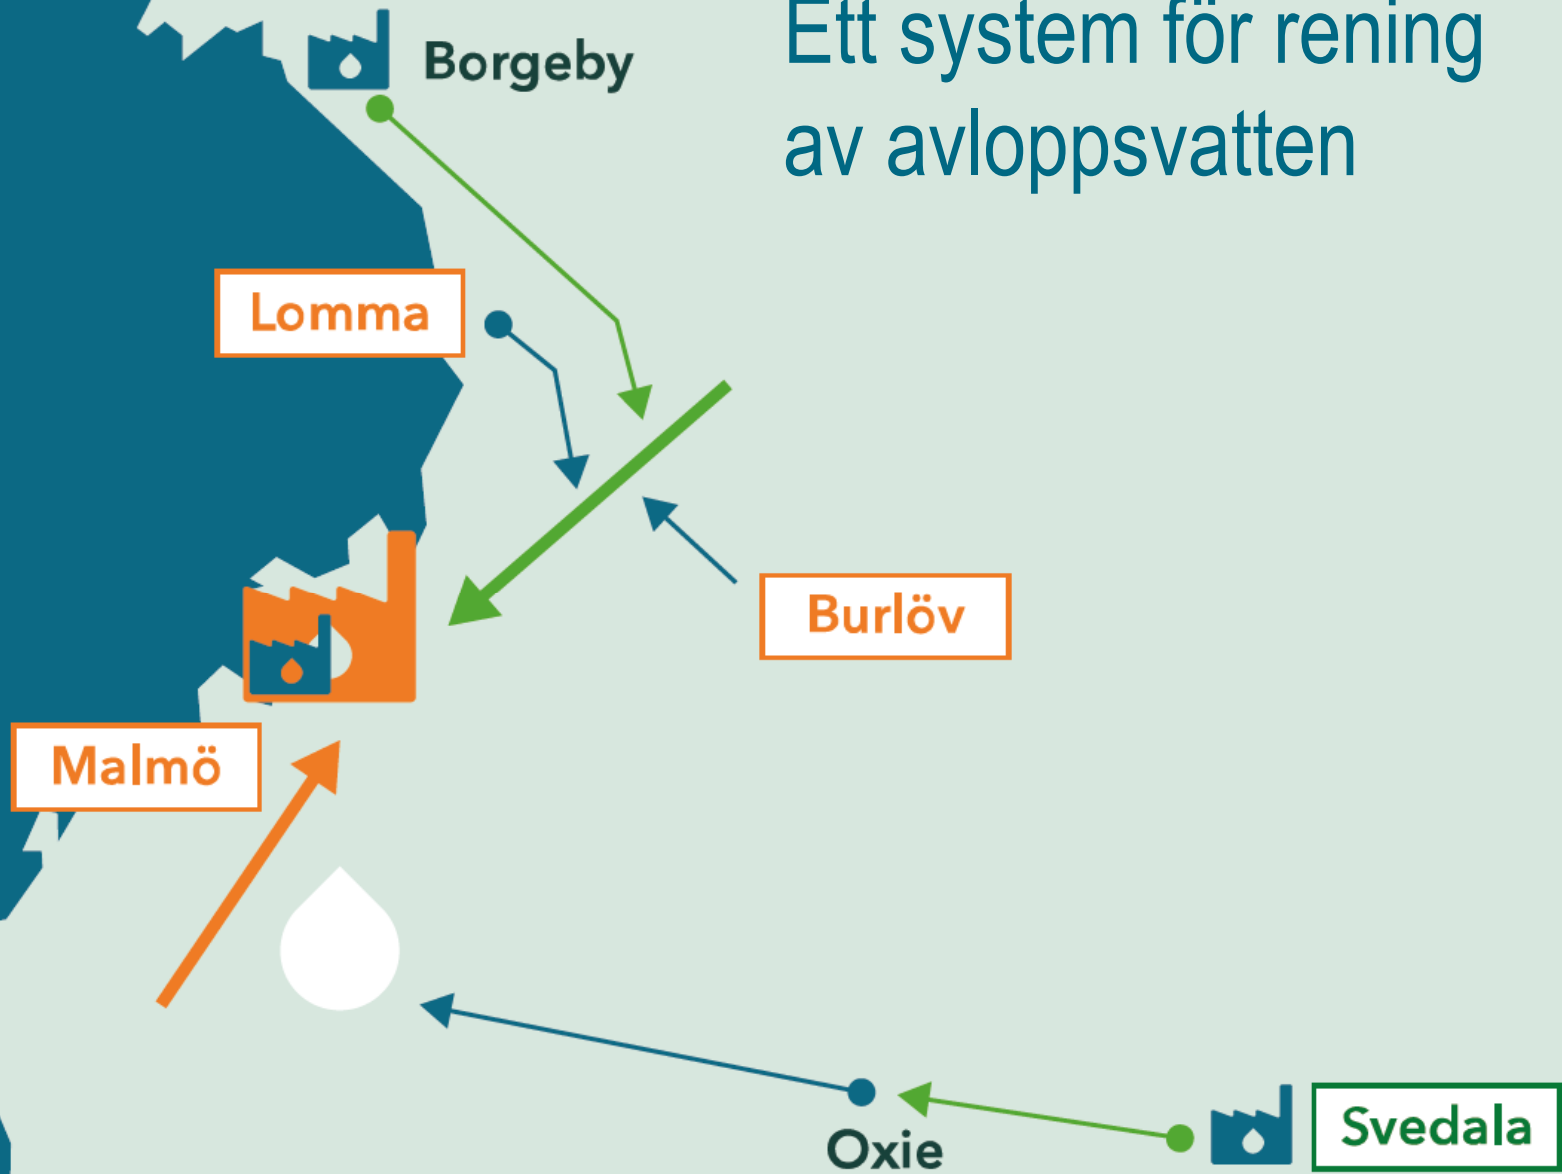 Ett system för rening
av avloppsvatten
Borgeby
Lomma
Burlöv
Malmö
Oxie
Svedala